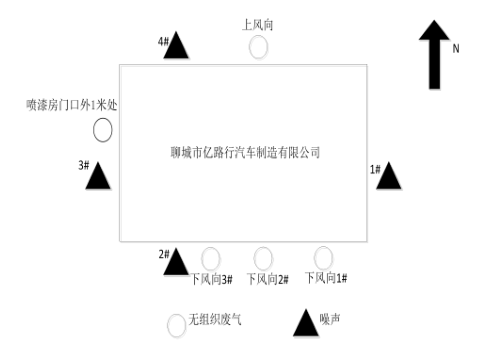 上风向
4#
N
喷漆房门口外1米处
聊城市亿路行汽车制造有限公司
3#
1#
2#
下风向3#
下风向2#
下风向1#
无组织废气
噪声